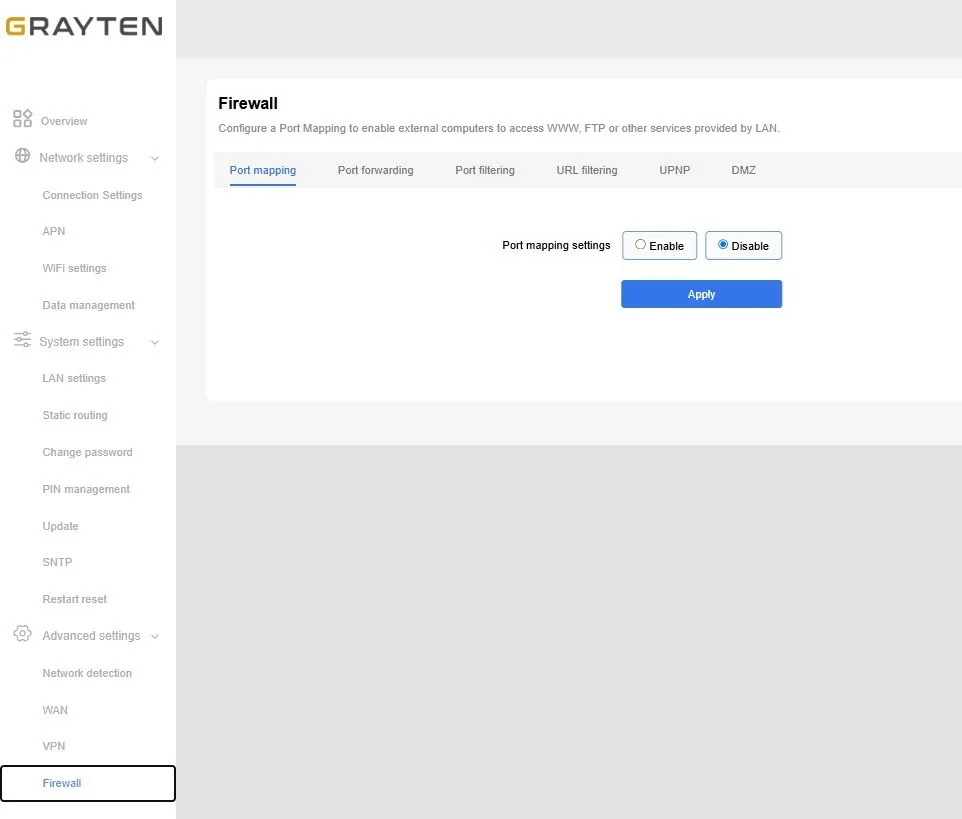 GRAYTEN
Overview
Network settings
Connection Settings
APN
WiFi settings
Data management
System settings
LAN settings
Static routing
Change password
PIN management
Update
SNTP
Restart reset
Advanced settings
Network detection
WAN
VPN
Firewall
Firewall
Configure a Port Mapping to enable external computers to access WWW, FTP or other services provided by LAN.
Port mapping Port forwarding Port filtering URL filtering UPNP DMZ
Port mapping settings Enable Disable
Apply